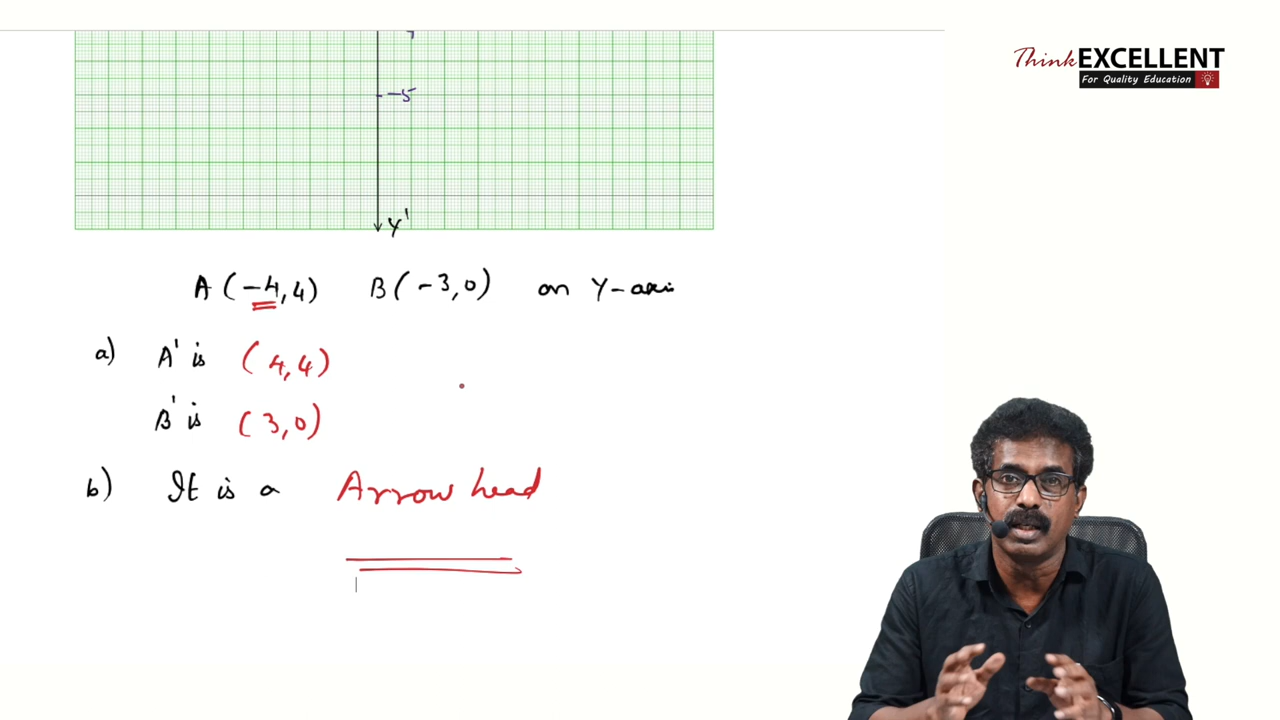 Think EXCELLENT
For Quality Education
-5
Y'
A (-4,4) B(-3,0) on Y-axis
a) A' is (4,4)
B' is (3,0)
b) It is a Arrow head